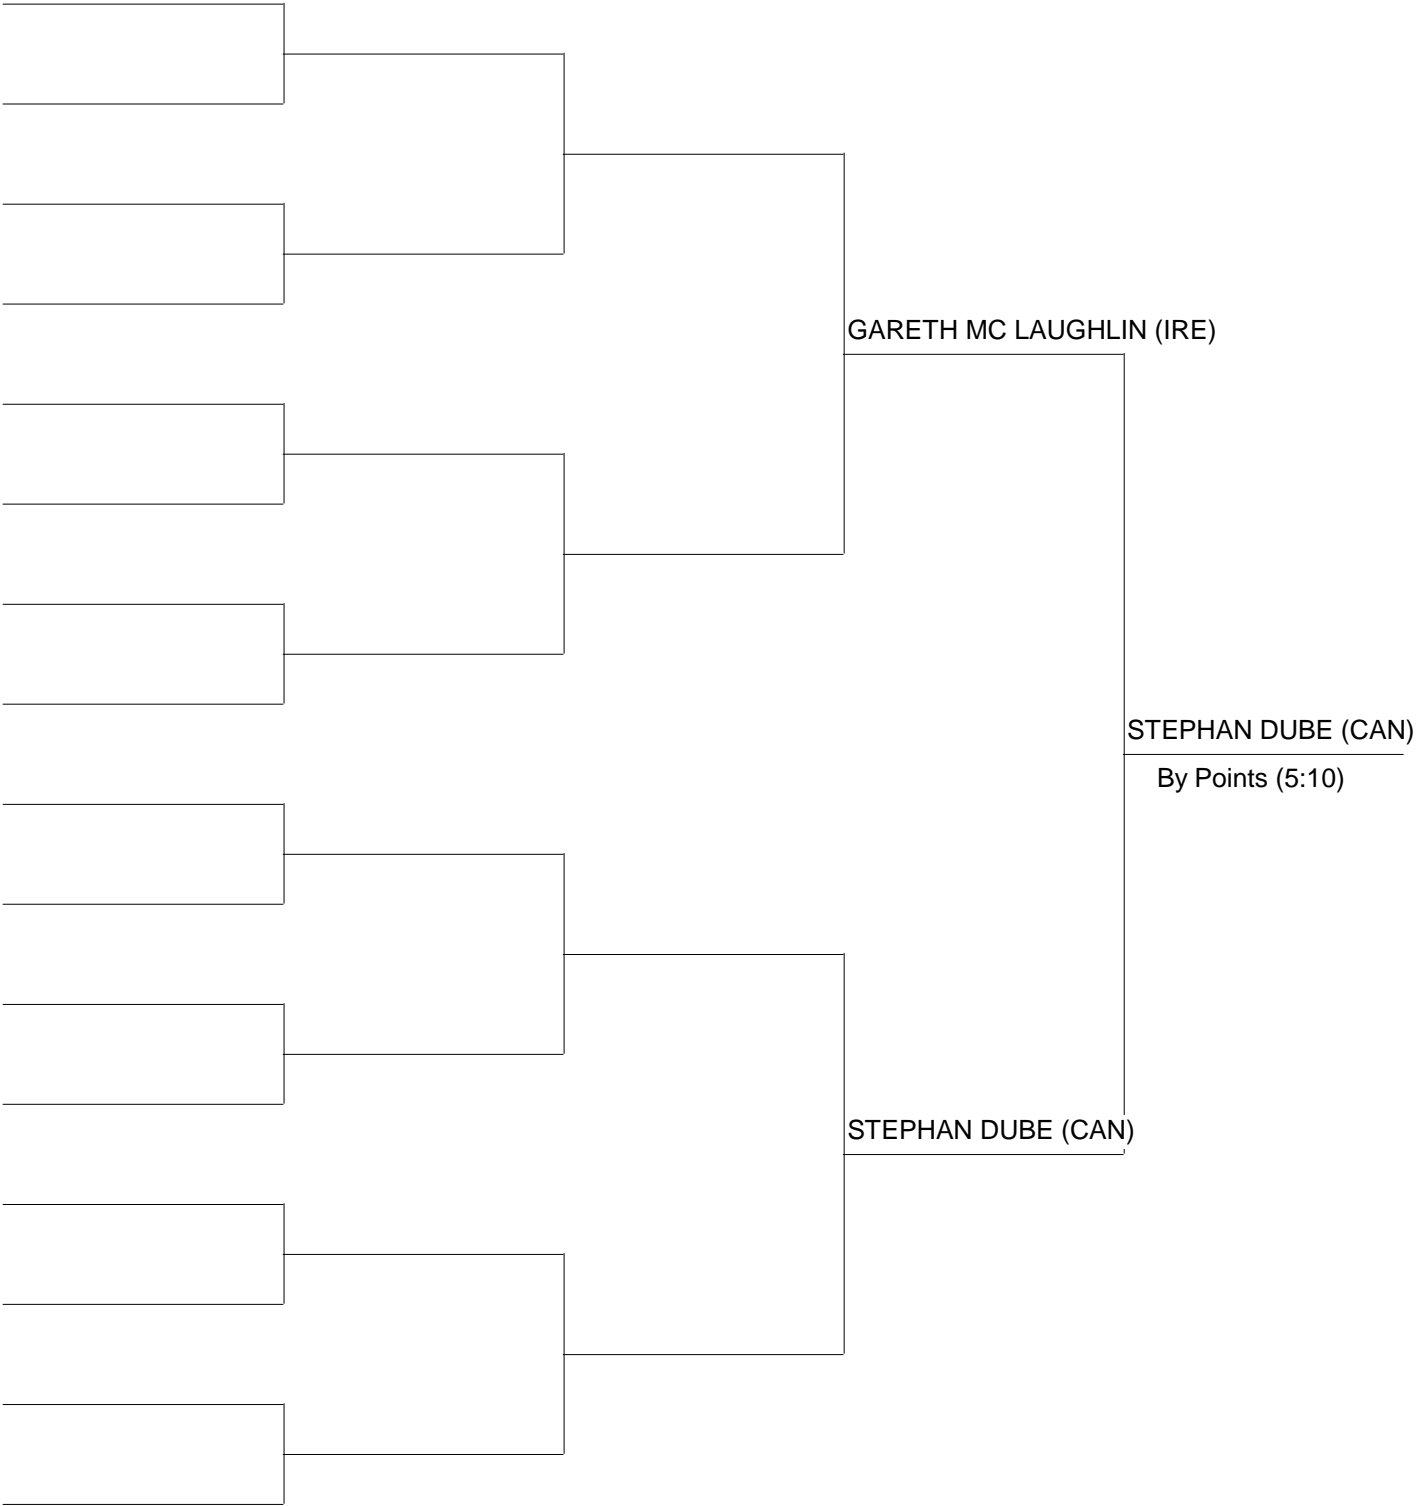 GARETH MC LAUGHLIN (IRE)
STEPHAN DUBE (CAN)
By Points (5:10)
STEPHAN DUBE (CAN)